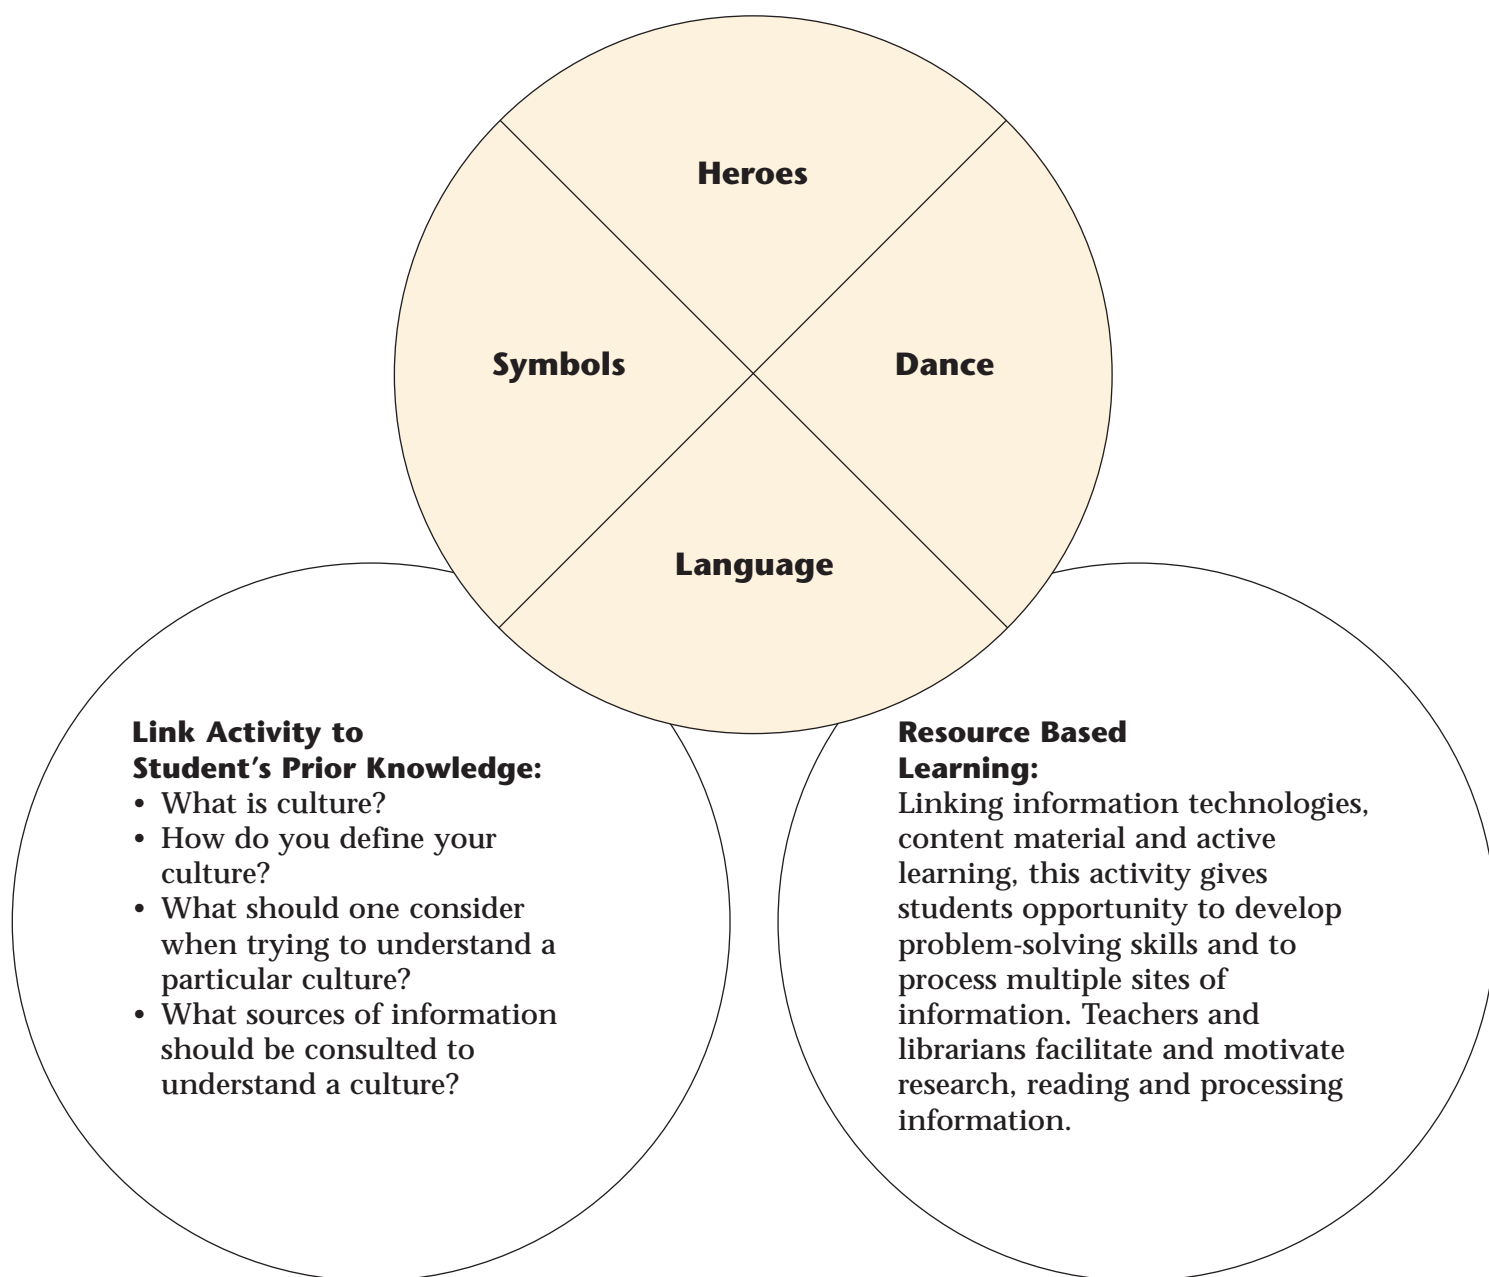 Heroes
Symbols
Dance
Language
Link Activity to
Student’s Prior Knowledge:
• What is culture?
• How do you define your
culture?
• What should one consider
when trying to understand a
particular culture?
• What sources of information
should be consulted to
understand a culture?
Resource Based
Learning:
Linking information technologies,
content material and active
learning, this activity gives
students opportunity to develop
problem-solving skills and to
process multiple sites of
information. Teachers and
librarians facilitate and motivate
research, reading and processing
information.